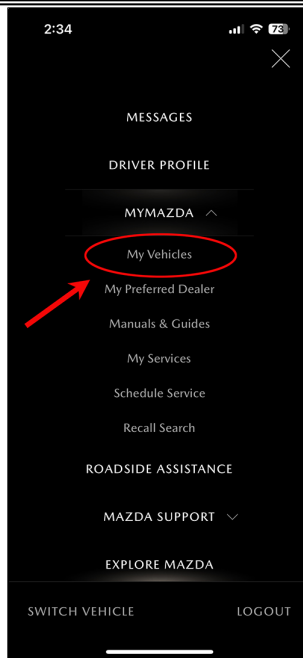 2:34
73
MESSAGES
DRIVER PROFILE
MYMAZDA
My Vehicles
My Preferred Dealer
Manuals & Guides
My Services
Schedule Service
Recall Search
ROADSIDE ASSISTANCE
MAZDA SUPPORT
EXPLORE MAZDA
SWITCH VEHICLE LOGOUT